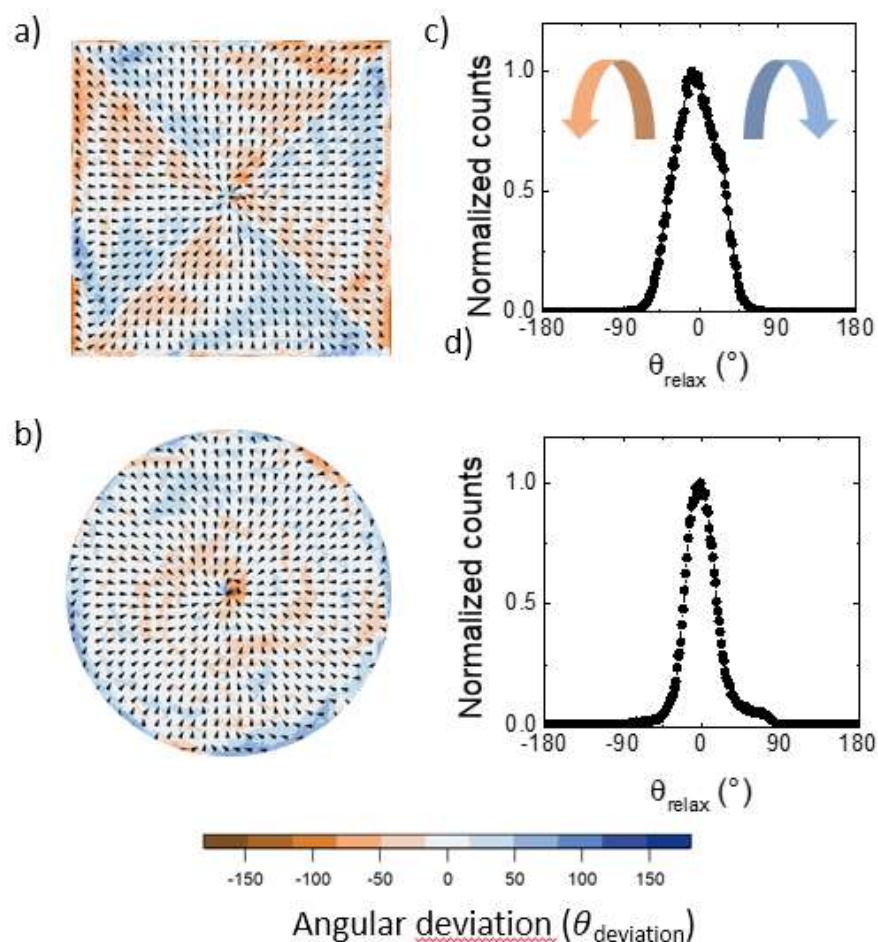 a)
b)
c)
Normalized counts
1.0
0.5
0.0
-180 -90 0 90 180
θrelax (°)
d)
Normalized counts
1.0
0.5
0.0
-180 -90 0 90 180
θrelax (°)
-150 -100 -50 0 50 100 150
Angular deviation (θdeviation)